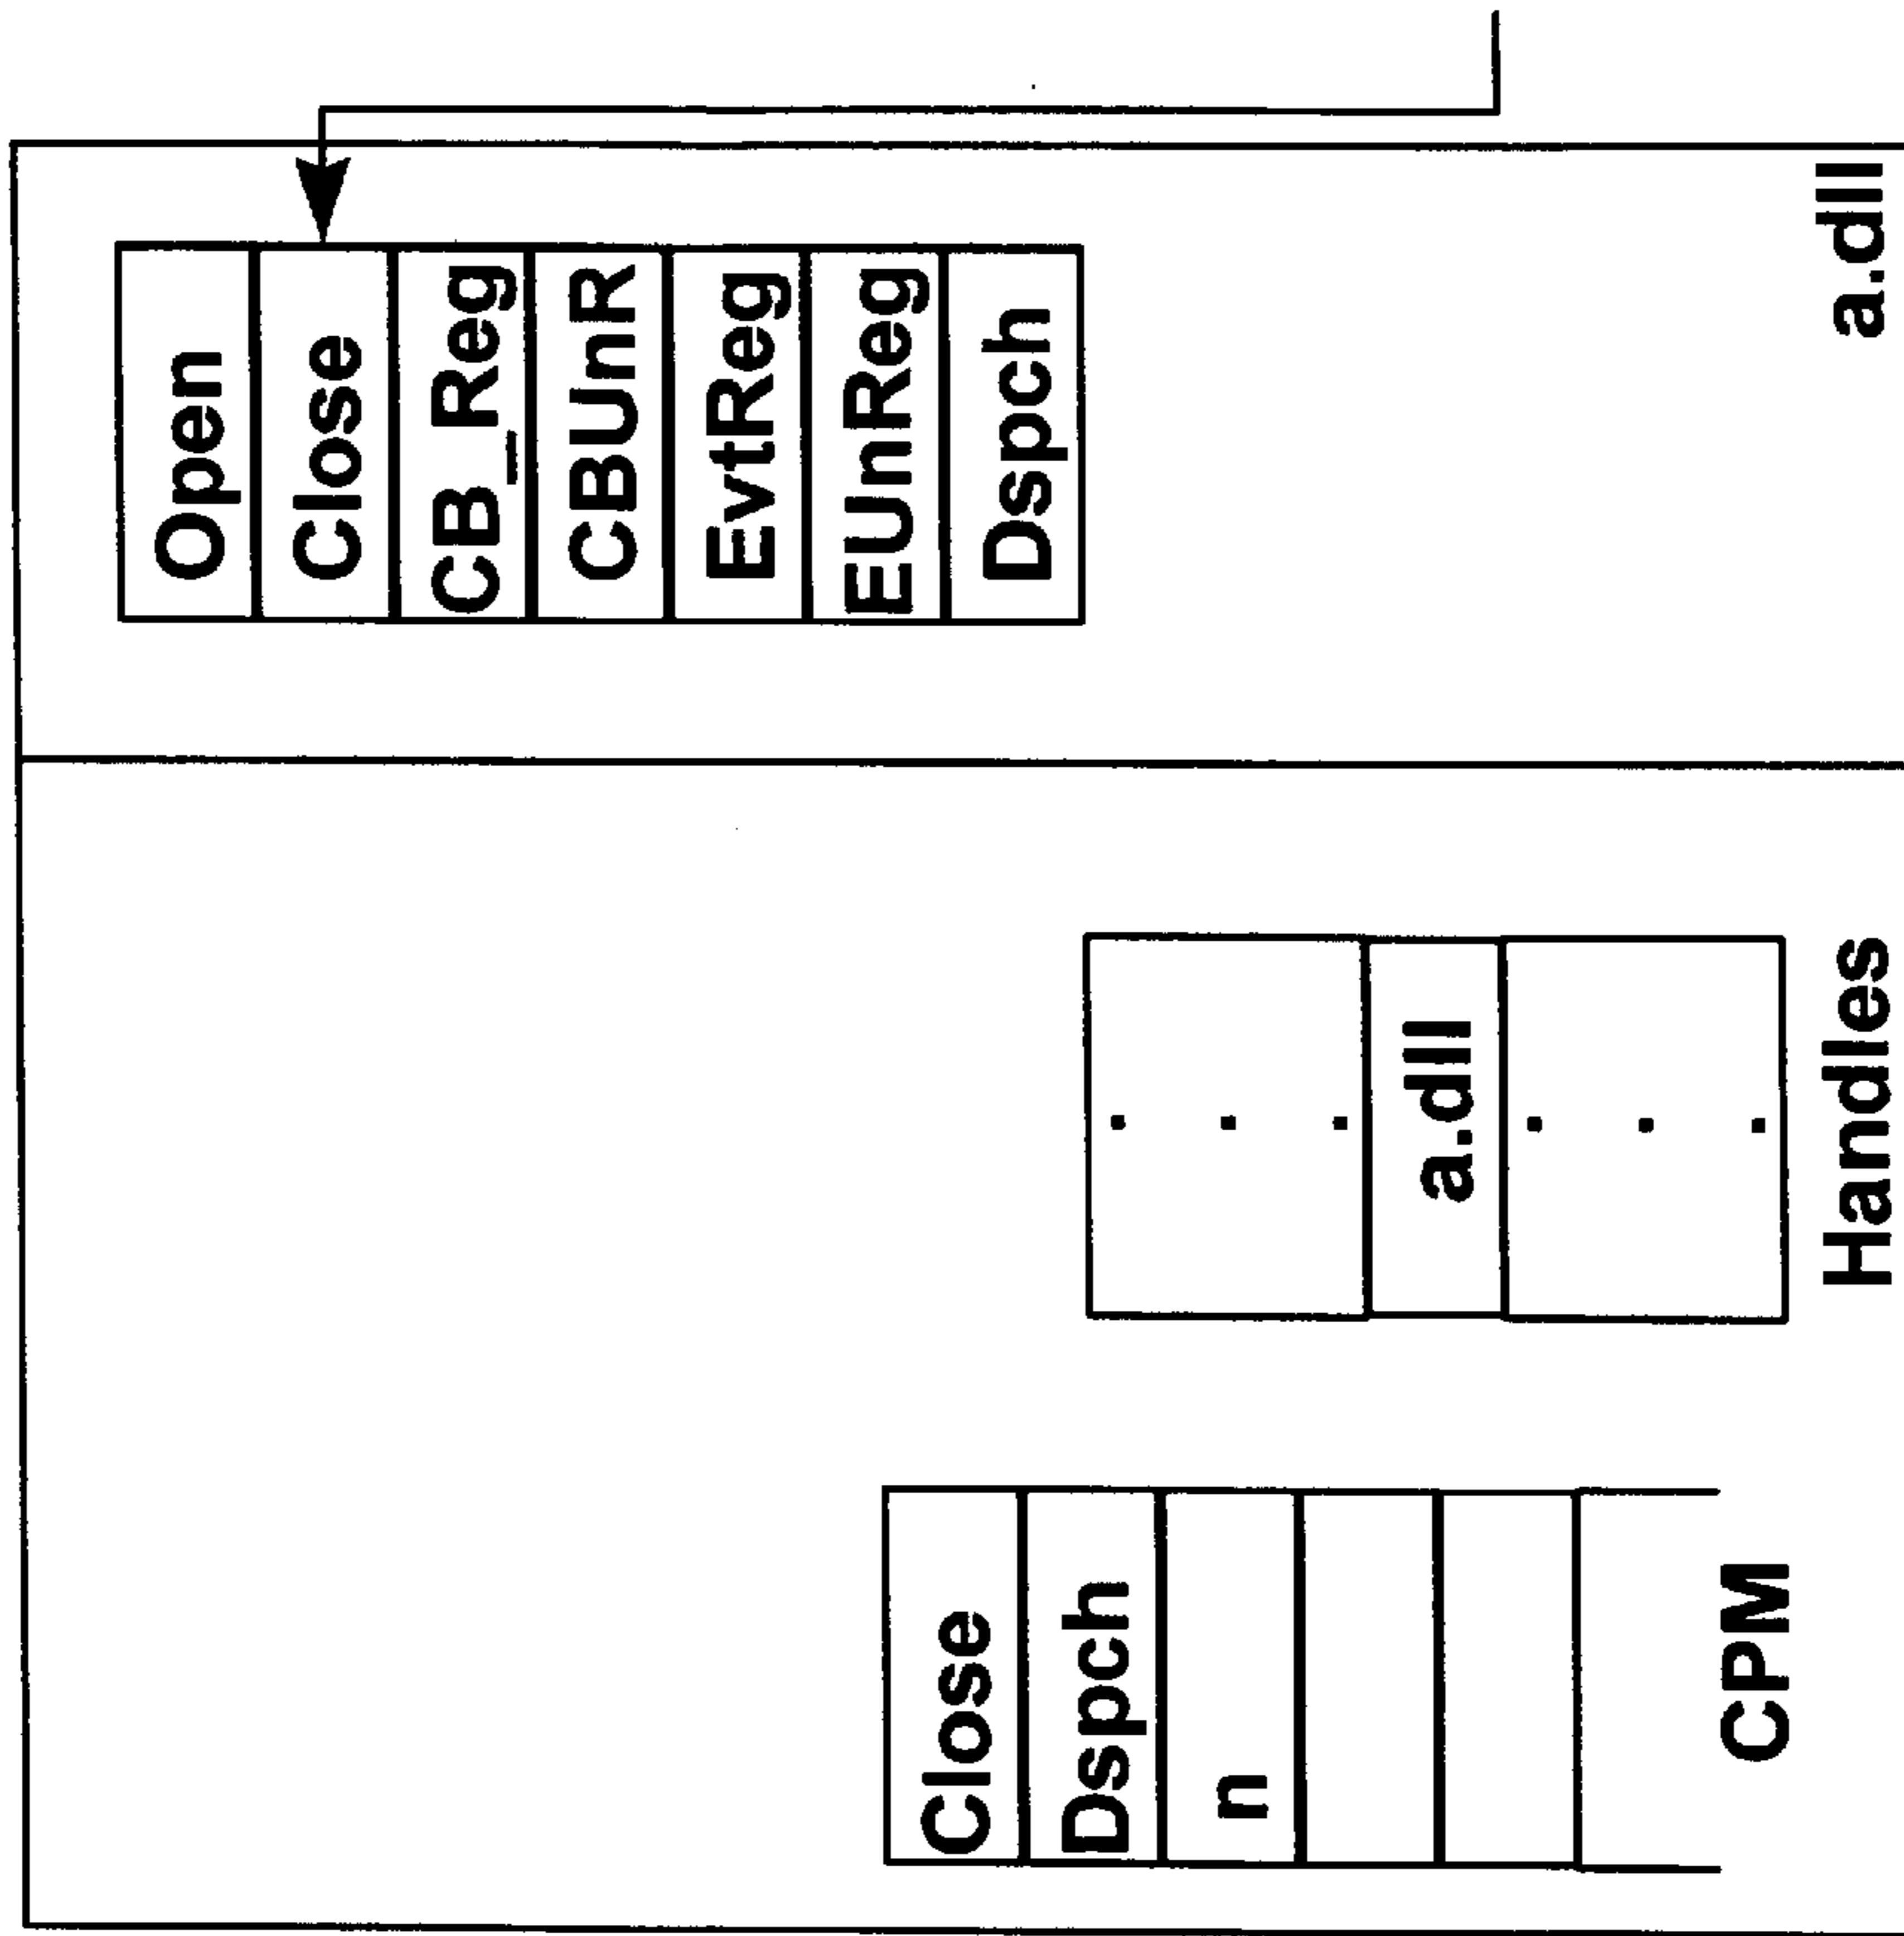 Close
Dspch
n
CPM
a.dll
Handles
Open
Close
CB_Reg
CBUnR
EvtReg
EUnReg
Dspch
a.dll